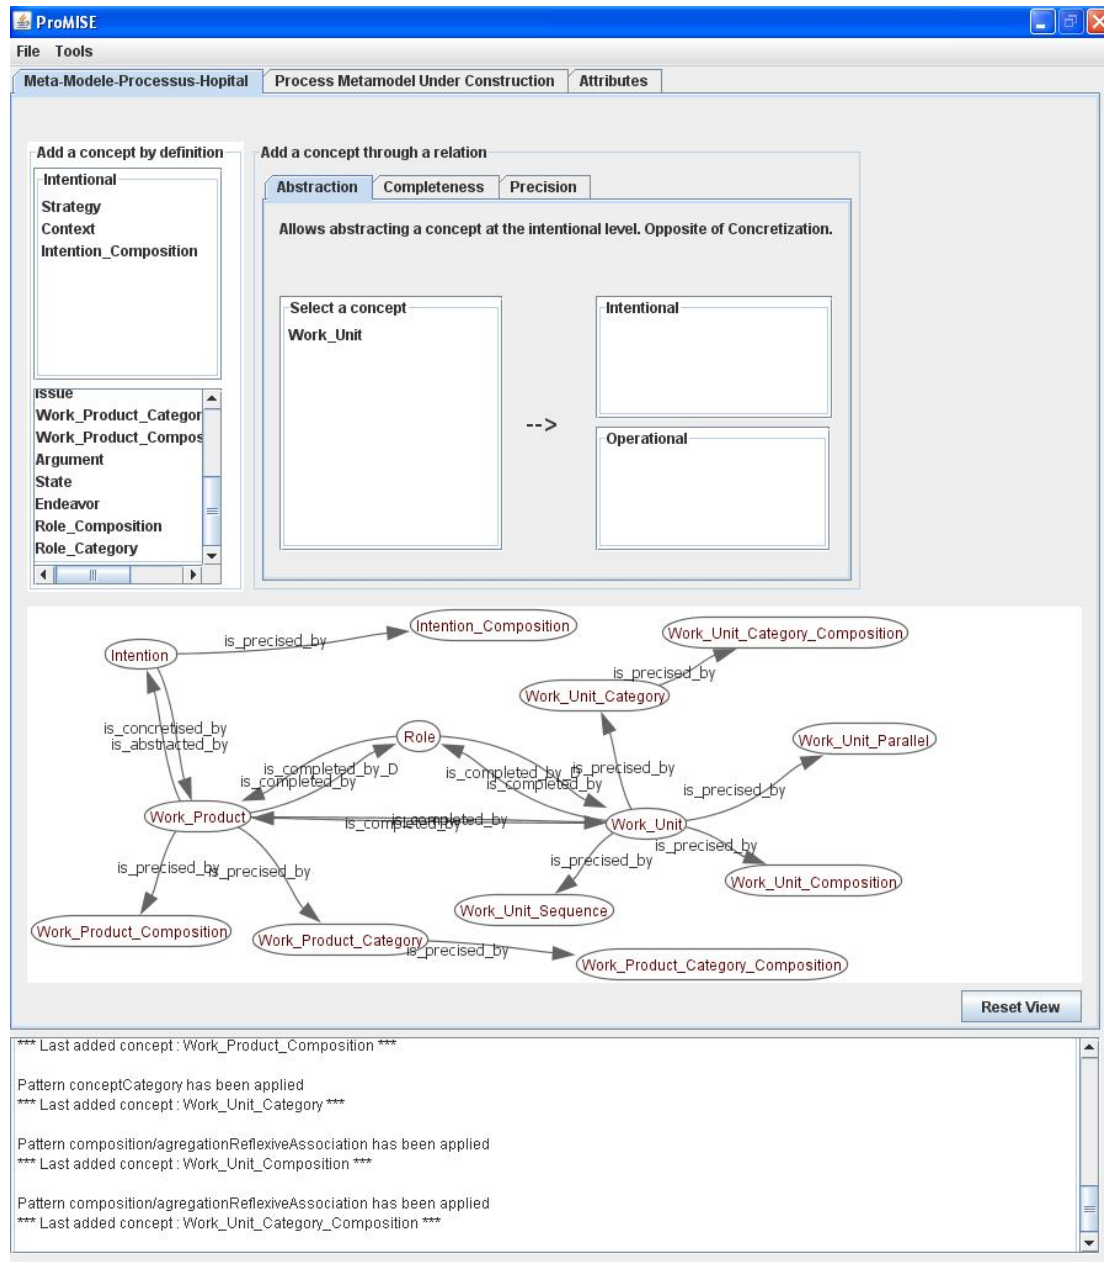 ProMISE
File Tools
Meta-Modele-Processus-Hopital Process Metamodel Under Construction Attributes
Add a concept by definition
Intentional
Strategy
Context
Intention_Composition
Issue
Work_Product_Categor
Work_Product_Compos
Argument
State
Endeavor
Role_Composition
Role_Category
Add a concept through a relation
Abstraction Completeness Precision
Allows abstracting a concept at the intentional level. Opposite of Concretization.
Select a concept
Work_Unit
-->
Intentional
Operational
Intention_Composition
is_precised_by
Work_Unit_Category_Composition
Intention
is_precised_by
Work_Unit_Category
is_concretised_by
is_abstracted_by
Role
Work_Unit_Parallel
is_completed_by_D
is_completed_by
is_completed_by_D
is_completed_by
is_precised_by
is_precised_by
Work_Product
is_completed_by
is_completed_by
Work_Unit
is_precised_by
is_precised_by
is_precised_by
is_precised_by
Work_Unit_Composition
Work_Unit_Sequence
Work_Product_Composition
Work_Product_Category
is_precised_by
Work_Product_Category_Composition
Reset View
*** Last added concept : Work_Product_Composition ***
Pattern conceptCategory has been applied
*** Last added concept : Work_Unit_Category ***
Pattern composition/agregationReflexiveAssociation has been applied
*** Last added concept : Work_Unit_Composition ***
Pattern composition/agregationReflexiveAssociation has been applied
*** Last added concept : Work_Unit_Category_Composition ***